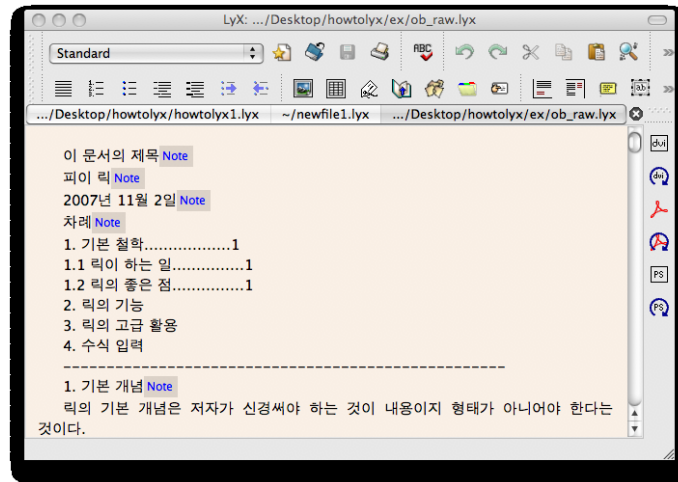 LyX: .../Desktop/howtolyx/ex/ob_raw.lyx
Standard ABC »
ab »
.../Desktop/howtolyx/howtolyx1.lyx ~/newfile1.lyx .../Desktop/howtolyx/ex/ob_raw.lyx
이 문서의 제목 Note
피이 릭 Note
2007년 11월 2일 Note
차례 Note
1. 기본 철학..................1
1.1 릭이 하는 일...............1
1.2 릭의 좋은 점...............1
2. 릭의 기능
3. 릭의 고급 활용
4. 수식 입력
----------------------------------------------------
1. 기본 개념 Note
릭의 기본 개념은 저자가 신경써야 하는 것이 내용이지 형태가 아니어야 한다는
것이다.
dvi
dvi
PS
PS